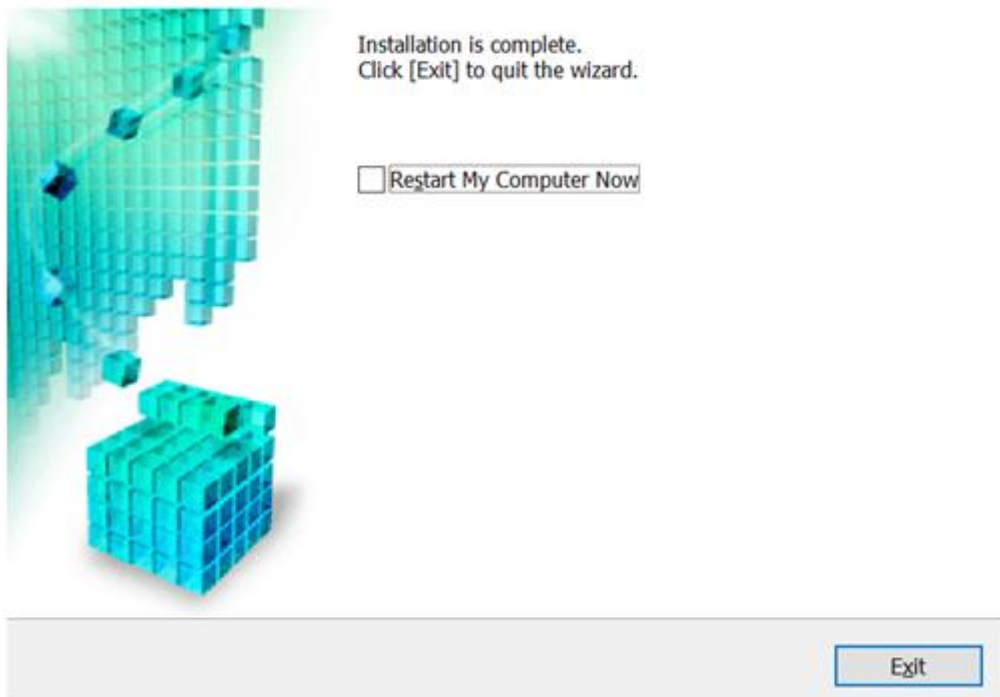 Installation is complete.
Click [Exit] to quit the wizard.
Restart My Computer Now
Exit